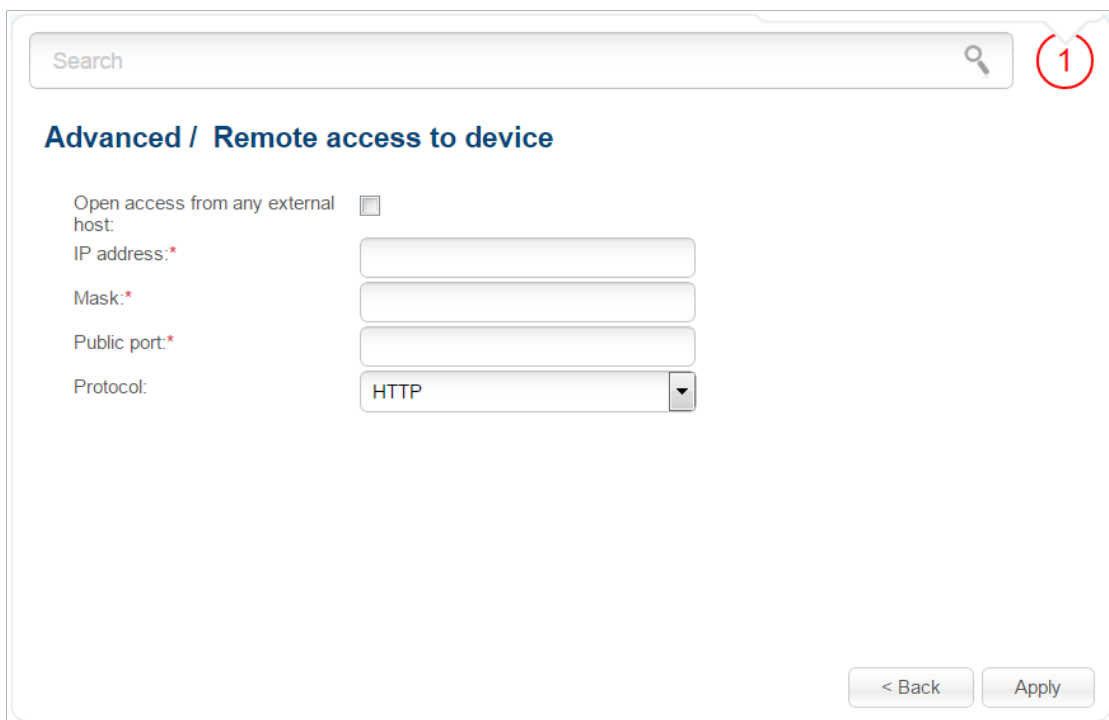 Search
1
Advanced /  Remote access to device
Open access from any external
host:
IP address:*
Mask:*
Public port:*
Protocol:
HTTP
< Back
Apply